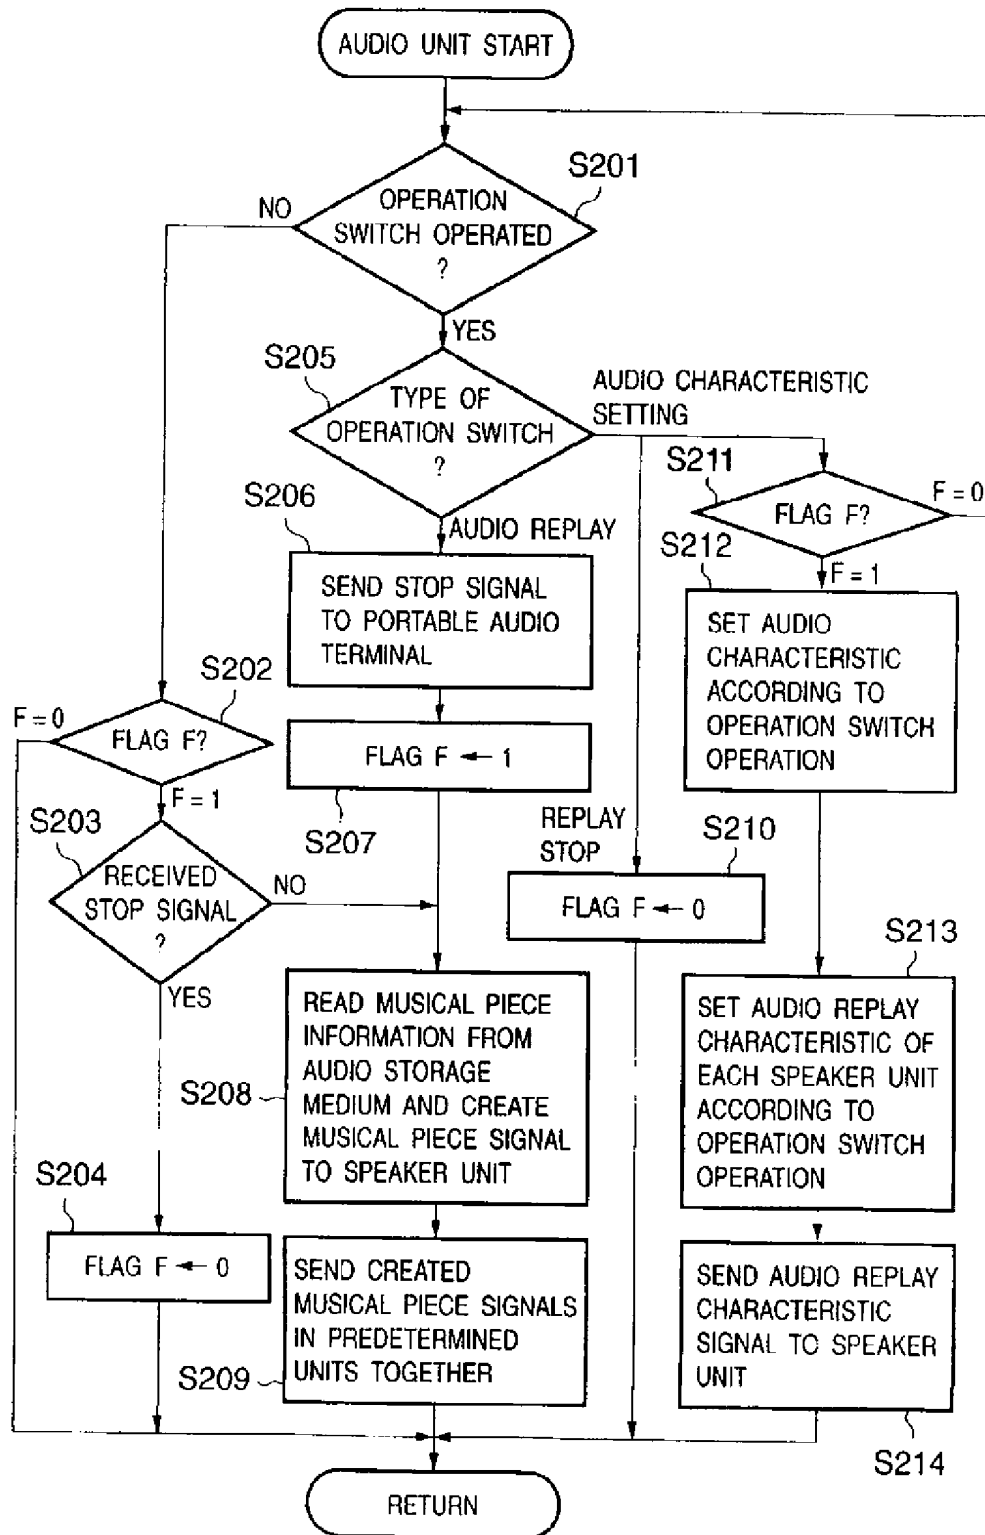 AUDIO UNIT START
S201
OPERATION
SWITCH OPERATED
?
NO
YES
S205
TYPE OF
OPERATION SWITCH
?
AUDIO CHARACTERISTIC
SETTING
S211
FLAG F?
F = 0
F = 1
S206
AUDIO REPLAY
SEND STOP SIGNAL
TO PORTABLE AUDIO
TERMINAL
S212
SET AUDIO
CHARACTERISTIC
ACCORDING TO
OPERATION SWITCH
OPERATION
S202
F = 0
FLAG F?
F = 1
FLAG F ← 1
S207
S203
RECEIVED
STOP SIGNAL
?
NO
YES
REPLAY
STOP
S210
FLAG F ← 0
S213
SET AUDIO REPLAY
CHARACTERISTIC OF
EACH SPEAKER UNIT
ACCORDING TO
OPERATION SWITCH
OPERATION
READ MUSICAL PIECE
INFORMATION FROM
AUDIO STORAGE
MEDIUM AND CREATE
MUSICAL PIECE SIGNAL
TO SPEAKER UNIT
S208
S204
FLAG F ← 0
SEND CREATED
MUSICAL PIECE SIGNALS
IN PREDETERMINED
UNITS TOGETHER
S209
SEND AUDIO REPLAY
CHARACTERISTIC
SIGNAL TO SPEAKER
UNIT
S214
RETURN